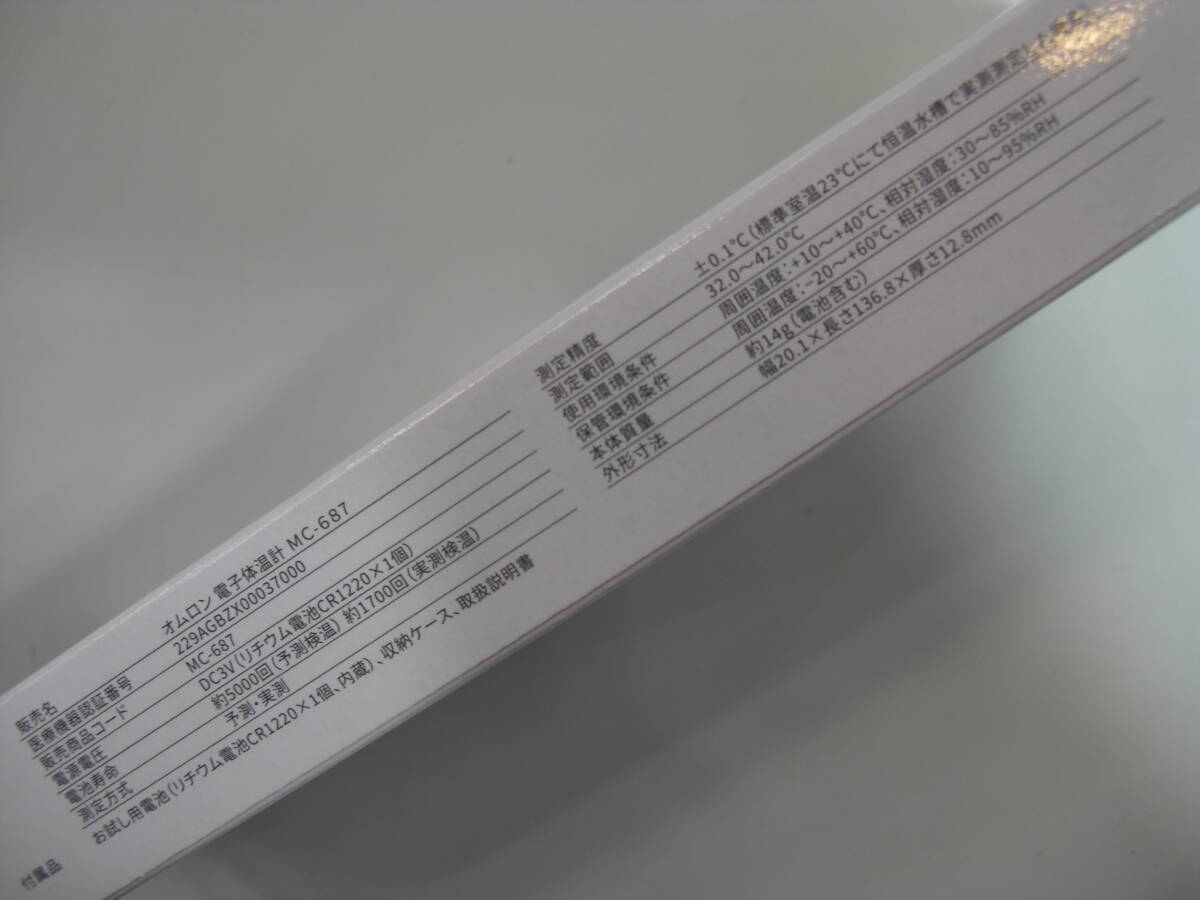 販売名 オムロン 電子体温計 MC-687
医療機器認証番号 229AGBZX00037000
販売商品コード MC-687
電源電圧 DC3V(リチウム電池CR1220×1個)
電池寿命 約5000回(予測検温) 約1700回(実測検温)
測定方式 予測・実測
付属品 お試し用電池(リチウム電池CR1220×1個、内蔵)、収納ケース、取扱説明書
測定精度 ±0.1℃(標準室温23℃にて恒温水槽で実測測定した
測定範囲 32.0～42.0℃
使用環境条件 周囲温度:+10～+40℃、相対湿度:30～85%RH
保管環境条件 周囲温度:-20～+60℃、相対湿度:10～95%RH
本体質量 約14g(電池含む)
外形寸法 幅20.1×長さ136.8×厚さ12.8mm